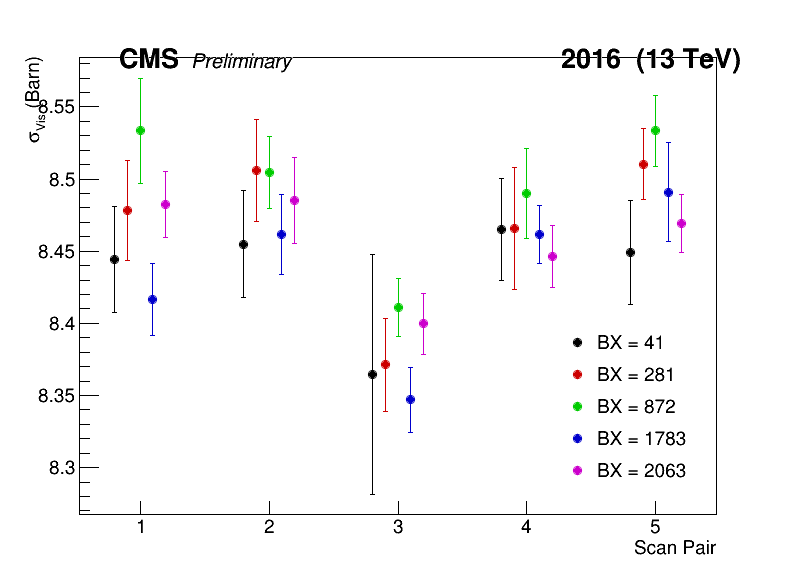 CMS Preliminary 2016 (13 TeV)
σVis (Barn)
8.55
8.5
8.45
8.4
8.35
8.3
BX = 41
BX = 281
BX = 872
BX = 1783
BX = 2063
1 2 3 4 5
Scan Pair